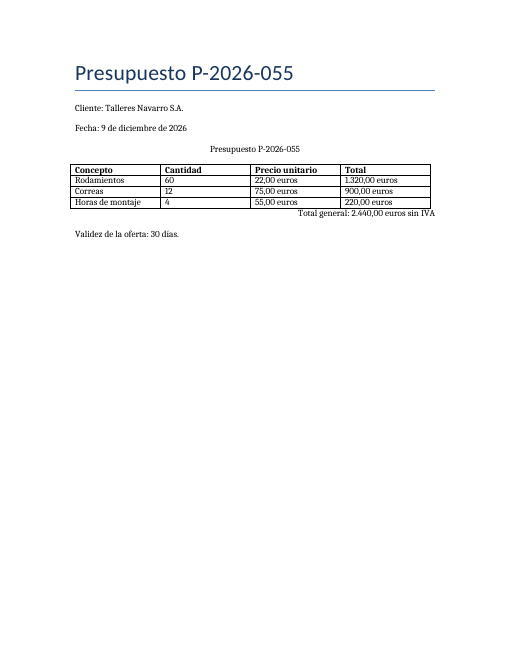 Presupuesto P-2026-055
Cliente: Talleres Navarro S.A.
Fecha: 9 de diciembre de 2026
Presupuesto P-2026-055
Concepto Cantidad Precio unitario Total
Rodamientos 60 22,00 euros 1.320,00 euros
Correas 12 75,00 euros 900,00 euros
Horas de montaje 4 55,00 euros 220,00 euros
Total general: 2.440,00 euros sin IVA
Validez de la oferta: 30 días.